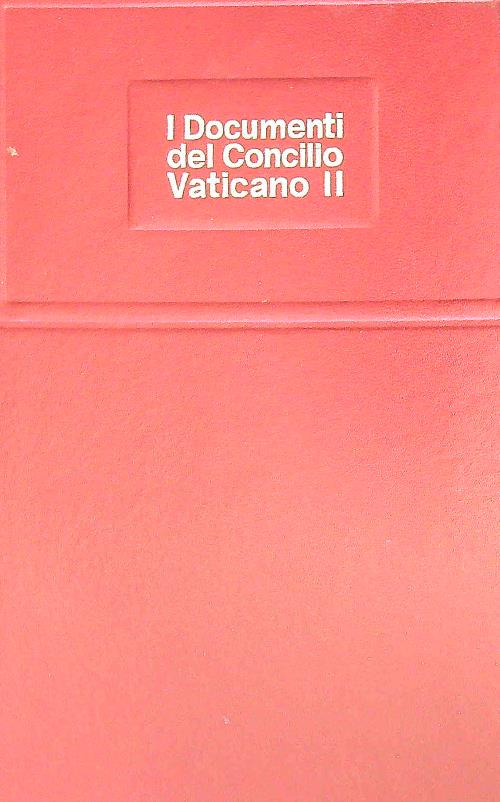 I Documenti
del Concilio
Vaticano II